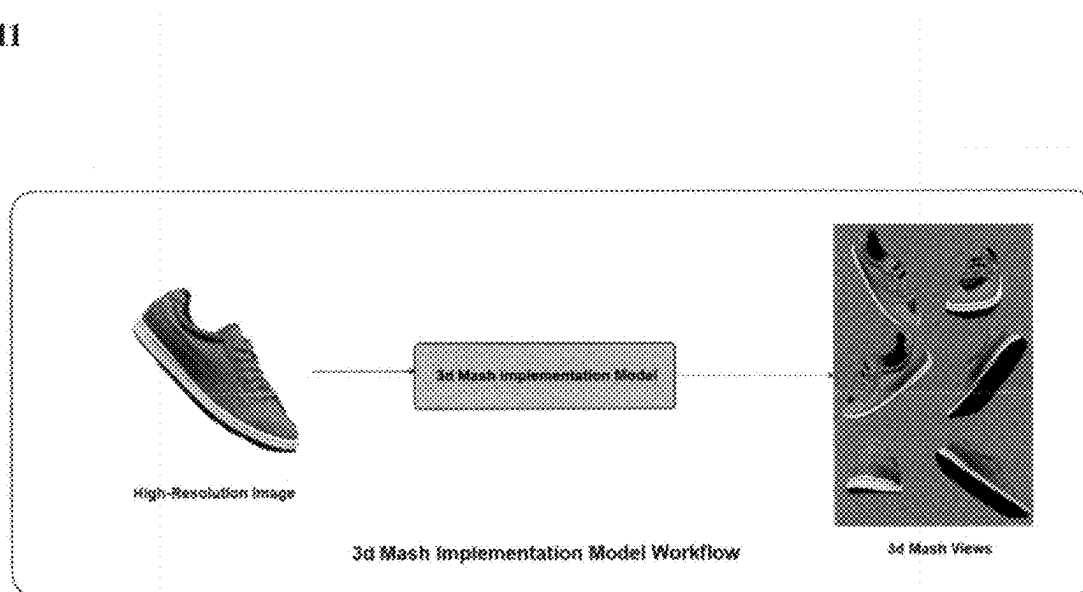 11
3d Mash Implementation Model
High-Resolution Image
3d Mash Implementation Model Workflow
3d Mash Views